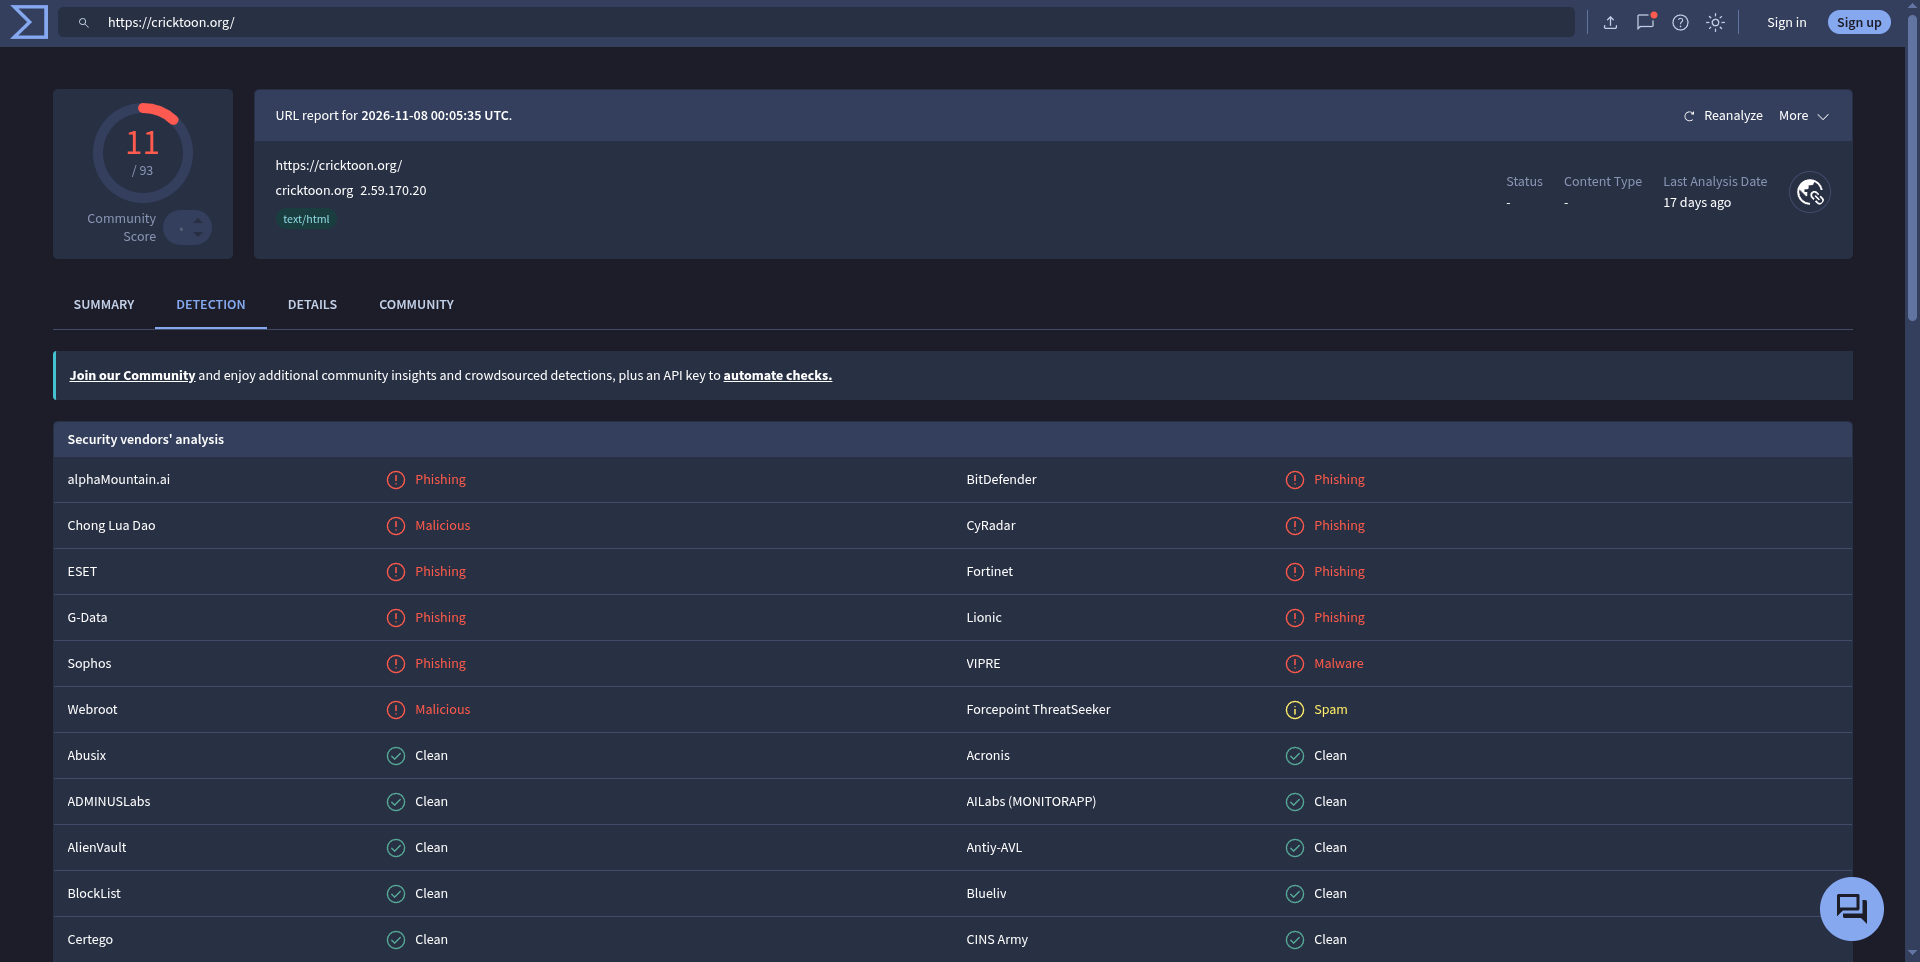 https://cricktoon.org/
Sign in
Sign up
11
/ 93
Community
Score
URL report for 2026-11-08 00:05:35 UTC.
Reanalyze
More
https://cricktoon.org/
cricktoon.org 2.59.170.20
text/html
Status
-
Content Type
-
Last Analysis Date
17 days ago
SUMMARY
DETECTION
DETAILS
COMMUNITY
Join our Community and enjoy additional community insights and crowdsourced detections, plus an API key to automate checks.
Security vendors' analysis
alphaMountain.ai Phishing BitDefender Phishing
Chong Lua Dao Malicious CyRadar Phishing
ESET Phishing Fortinet Phishing
G-Data Phishing Lionic Phishing
Sophos Phishing VIPRE Malware
Webroot Malicious Forcepoint ThreatSeeker Spam
Abusix Clean Acronis Clean
ADMINUSLabs Clean AILabs (MONITORAPP) Clean
AlienVault Clean Antiy-AVL Clean
BlockList Clean Blueliv Clean
Certego Clean CINS Army Clean